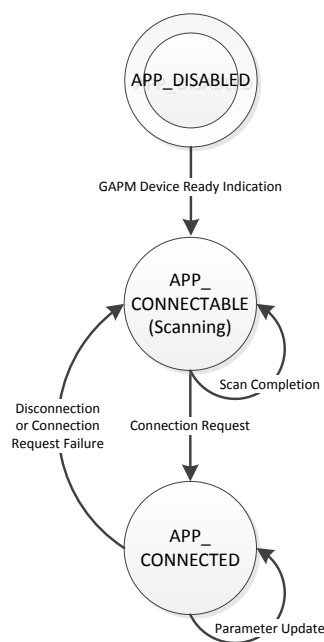 APP_DISABLED
GAPM Device Ready Indication
APP_
CONNECTABLE
(Scanning)
Scan Completion
Disconnection
or Connection
Request Failure
Connection Request
APP_
CONNECTED
Parameter Update